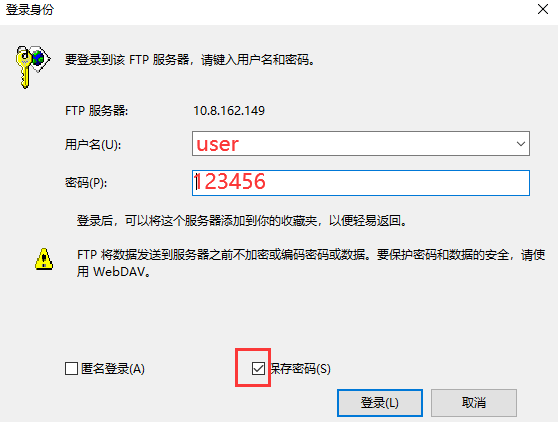 登录身份
要登录到该 FTP 服务器，请键入用户名和密码。
FTP 服务器: 10.8.162.149
用户名(U): user
密码(P): 123456
登录后，可以将这个服务器添加到你的收藏夹，以便轻易返回。
FTP 将数据发送到服务器之前不加密或编码密码或数据。要保护密码和数据的安全，请使
用 WebDAV。
匿名登录(A) 保存密码(S)
登录(L) 取消